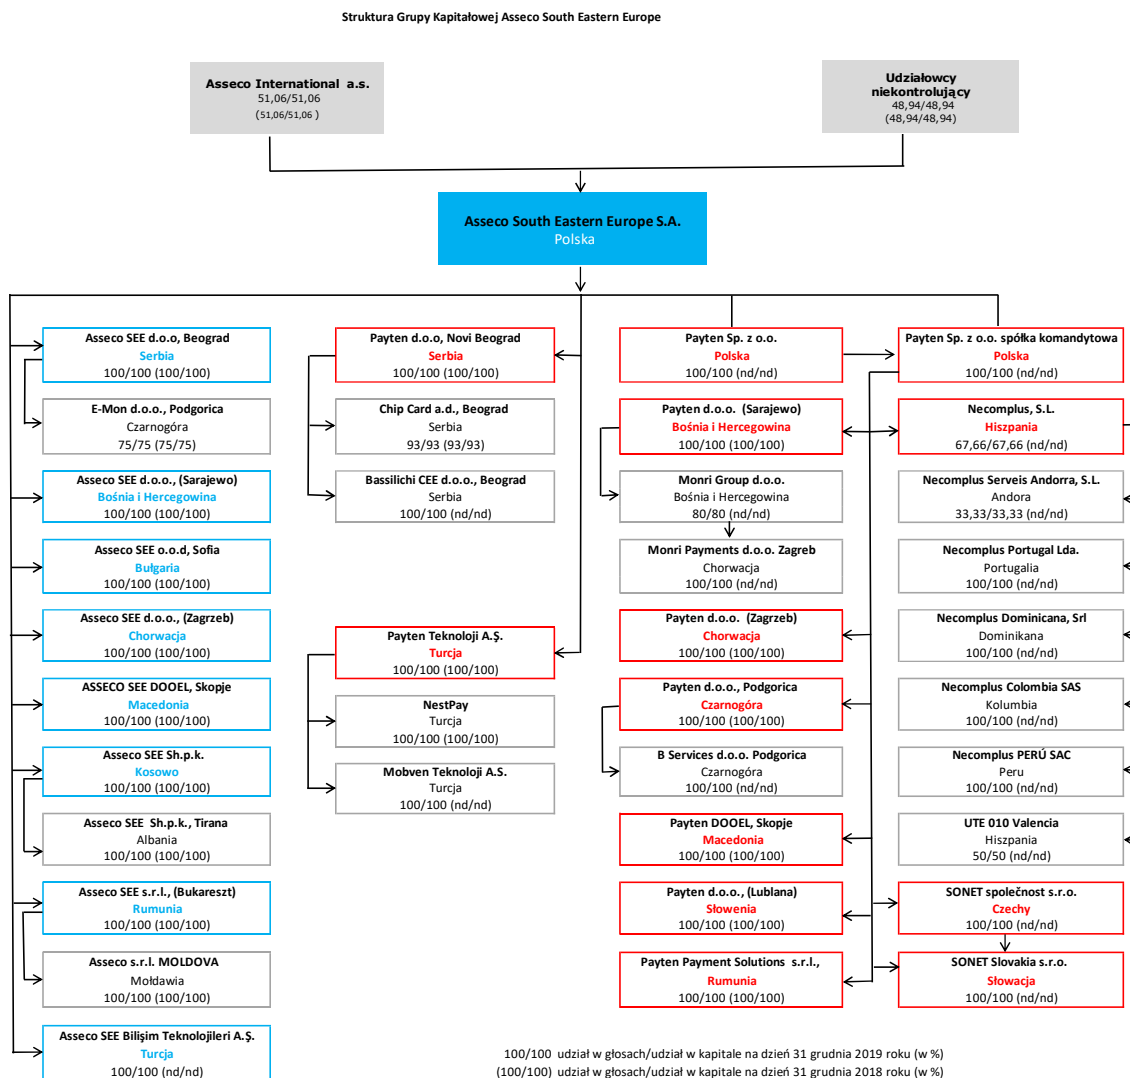 Struktura Grupy Kapitałowej Asseco South Eastern Europe
Asseco International a.s.
51,06/51,06
(51,06/51,06 )
Udziałowcy
niekontrolujący
48,94/48,94
(48,94/48,94)
Asseco South Eastern Europe S.A.
Polska
Asseco SEE d.o.o, Beograd
Serbia
100/100 (100/100)
E-Mon d.o.o., Podgorica
Czarnogóra
75/75 (75/75)
Asseco SEE d.o.o., (Sarajewo)
Bośnia i Hercegowina
100/100 (100/100)
Asseco SEE o.o.d, Sofia
Bułgaria
100/100 (100/100)
Asseco SEE d.o.o., (Zagrzeb)
Chorwacja
100/100 (100/100)
ASSECO SEE DOOEL, Skopje
Macedonia
100/100 (100/100)
Asseco SEE Sh.p.k.
Kosowo
100/100 (100/100)
Asseco SEE  Sh.p.k., Tirana
Albania
100/100 (100/100)
Asseco SEE s.r.l., (Bukareszt)
Rumunia
100/100 (100/100)
Asseco s.r.l. MOLDOVA
Mołdawia
100/100 (100/100)
Asseco SEE Bilişim Teknolojileri A.Ş.
Turcja
100/100 (nd/nd)
Payten d.o.o, Novi Beograd
Serbia
100/100 (100/100)
Chip Card a.d., Beograd
Serbia
93/93 (93/93)
Bassilichi CEE d.o.o., Beograd
Serbia
100/100 (nd/nd)
Payten Teknoloji A.Ş.
Turcja
100/100 (100/100)
NestPay
Turcja
100/100 (100/100)
Mobven Teknoloji A.S.
Turcja
100/100 (nd/nd)
Payten Sp. z o.o.
Polska
100/100 (nd/nd)
Payten d.o.o.  (Sarajewo)
Bośnia i Hercegowina
100/100 (100/100)
Monri Group d.o.o.
Bośnia i Hercegowina
80/80 (nd/nd)
Monri Payments d.o.o. Zagreb
Chorwacja
100/100 (nd/nd)
Payten d.o.o.  (Zagrzeb)
Chorwacja
100/100 (100/100)
Payten d.o.o., Podgorica
Czarnogóra
100/100 (100/100)
B Services d.o.o. Podgorica
Czarnogóra
100/100 (nd/nd)
Payten DOOEL, Skopje
Macedonia
100/100 (100/100)
Payten d.o.o., (Lublana)
Słowenia
100/100 (100/100)
Payten Payment Solutions  s.r.l.,
Rumunia
100/100 (100/100)
Payten Sp. z o.o. spółka komandytowa
Polska
100/100 (nd/nd)
Necomplus, S.L.
Hiszpania
67,66/67,66 (nd/nd)
Necomplus Serveis Andorra, S.L.
Andora
33,33/33,33 (nd/nd)
Necomplus Portugal Lda.
Portugalia
100/100 (nd/nd)
Necomplus Dominicana, Srl
Dominikana
100/100 (nd/nd)
Necomplus Colombia SAS
Kolumbia
100/100 (nd/nd)
Necomplus PERÚ SAC
Peru
100/100 (nd/nd)
UTE 010 Valencia
Hiszpania
50/50 (nd/nd)
SONET společnost s.r.o.
Czechy
100/100 (nd/nd)
SONET Slovakia s.r.o.
Słowacja
100/100 (nd/nd)
100/100  udział w głosach/udział w kapitale na dzień 31 grudnia 2019 roku (w %)
(100/100)  udział w głosach/udział w kapitale na dzień 31 grudnia 2018 roku (w %)